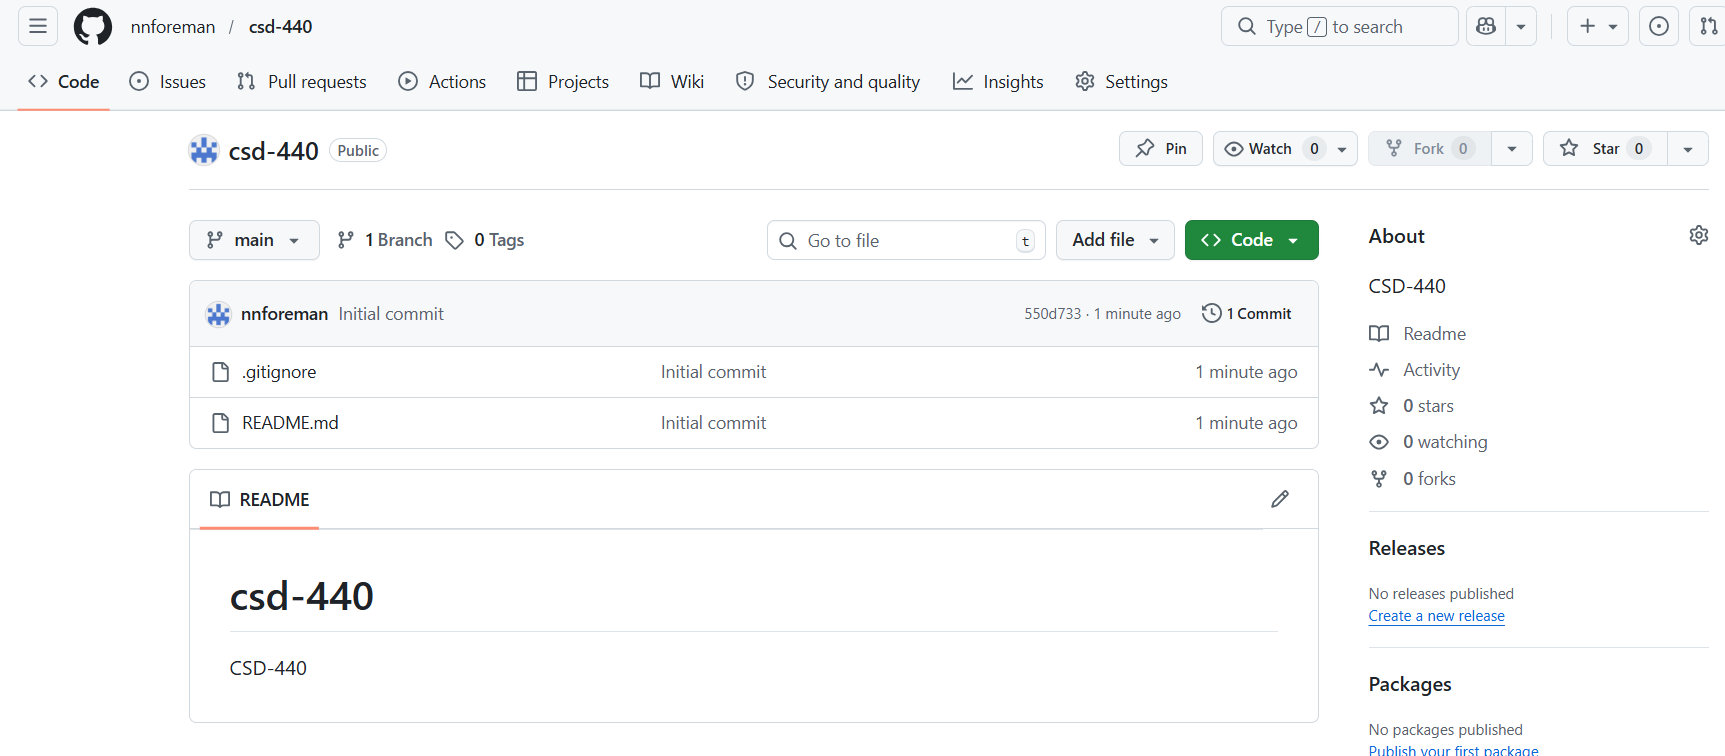 nnforeman / csd-440
Type / to search
Code Issues Pull requests Actions Projects Wiki Security and quality Insights Settings
csd-440 Public
Pin Watch 0 Fork 0 Star 0
main 1 Branch 0 Tags
Go to file t
Add file Code
nnforeman Initial commit 550d733 · 1 minute ago 1 Commit
.gitignore Initial commit 1 minute ago
README.md Initial commit 1 minute ago
README
csd-440
CSD-440
About
CSD-440
Readme
Activity
0 stars
0 watching
0 forks
Releases
No releases published
Create a new release
Packages
No packages published
Publish your first package